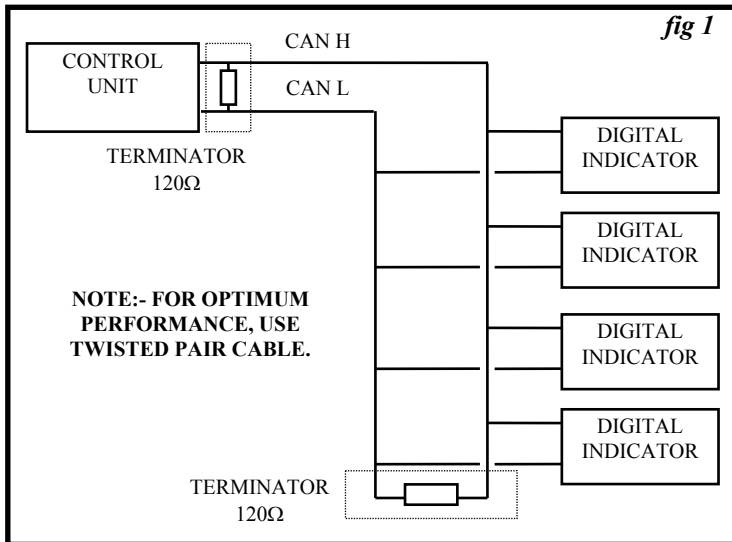 fig 1
CONTROL
UNIT
CAN H
CAN L
TERMINATOR
120Ω
DIGITAL
INDICATOR
DIGITAL
INDICATOR
NOTE:- FOR OPTIMUM
PERFORMANCE, USE
TWISTED PAIR CABLE.
DIGITAL
INDICATOR
DIGITAL
INDICATOR
TERMINATOR
120Ω